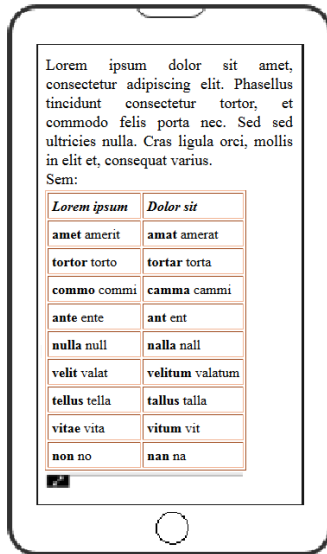 Lorem ipsum dolor sit amet,
consectetur adipiscing elit. Phasellus
tincidunt consectetur tortor, et
commodo felis porta nec. Sed sed
ultricies nulla. Cras ligula orci, mollis
in elit et, consequat varius.
Sem:
Lorem ipsum Dolor sit
amet amerit amat amerat
tortor torto tortar torta
commo commi camma cammi
ante ente ant ent
nulla null nalla nall
velit valat velitum valatum
tellus tella tallus talla
vitae vita vitum vit
non no nan na